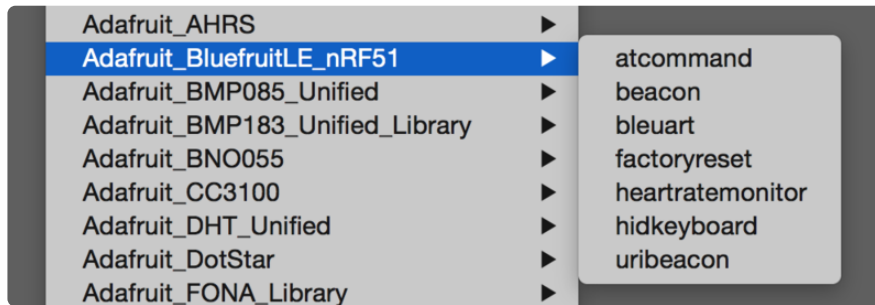 Adafruit_AHRS
Adafruit_BluefruitLE_nRF51
Adafruit_BMP085_Unified
Adafruit_BMP183_Unified_Library
Adafruit_BNO055
Adafruit_CC3100
Adafruit_DHT_Unified
Adafruit_DotStar
Adafruit_FONA_Library
atcommand
beacon
bleuart
factoryreset
heartratemonitor
hidkeyboard
uribeacon